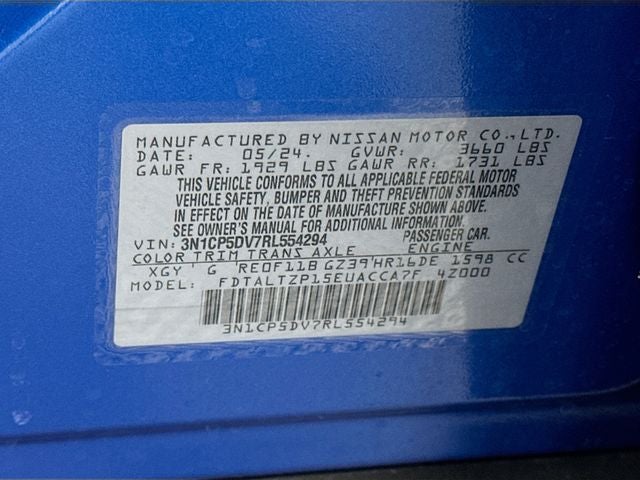 MANUFACTURED BY NISSAN MOTOR CO.,LTD.
DATE: 05/24. GVWR: 3660 LBS
GAWR FR: 1929 LBS GAWR RR: 1731 LBS
THIS VEHICLE CONFORMS TO ALL APPLICABLE FEDERAL MOTOR
VEHICLE SAFETY, BUMPER AND THEFT PREVENTION STANDARDS
IN EFFECT ON THE DATE OF MANUFACTURE SHOWN ABOVE.
SEE OWNER'S MANUAL FOR ADDITIONAL INFORMATION.
VIN: 3N1CP5DV7RL554294 PASSENGER CAR.
COLOR TRIM TRANS AXLE ENGINE
XGY G RE0F11B GZ39 HR16DE 1598 CC
MODEL: FDTALTZP15EUACCA7F 4Z000
3N1CP5DV7RL554294